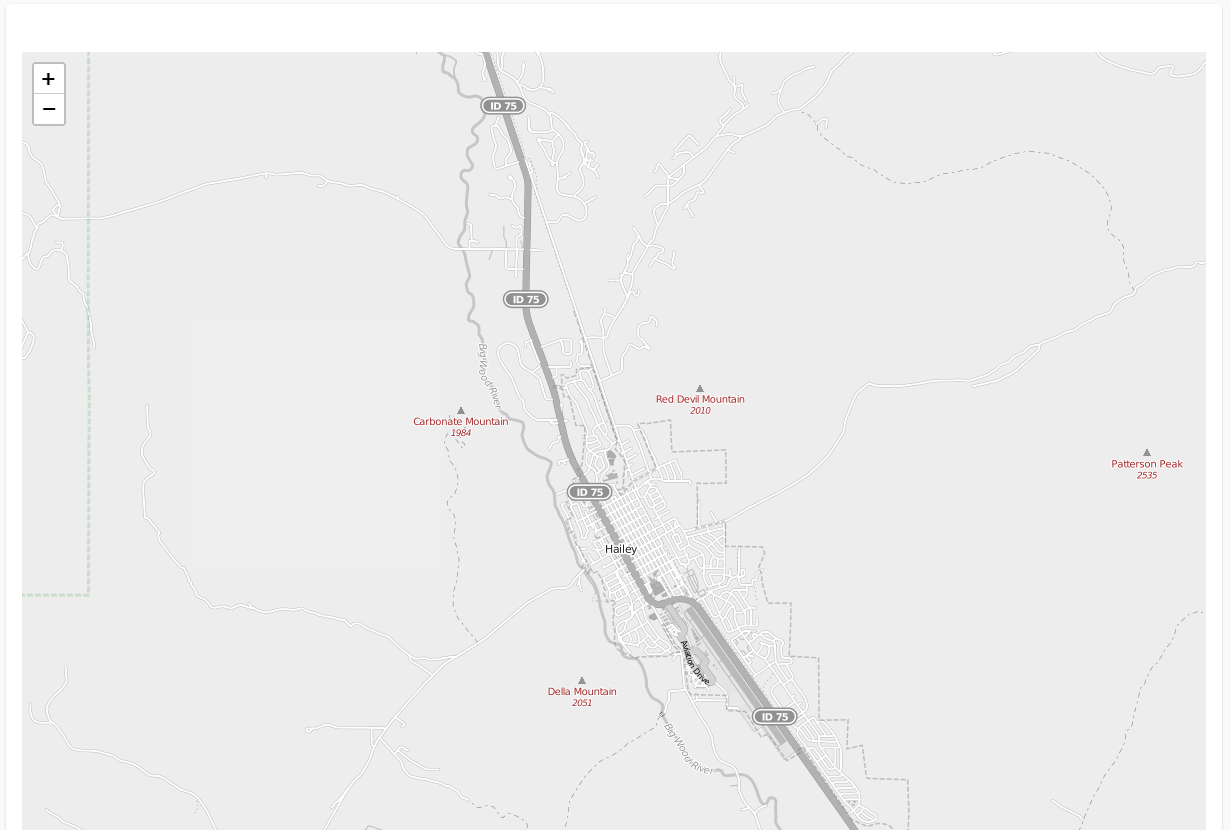 +
−
ID 75
ID 75
Big Wood River
Red Devil Mountain
2010
Carbonate Mountain
1984
Patterson Peak
2535
ID 75
Hailey
Aviation Drive
Della Mountain
2051
ID 75
Big Wood River